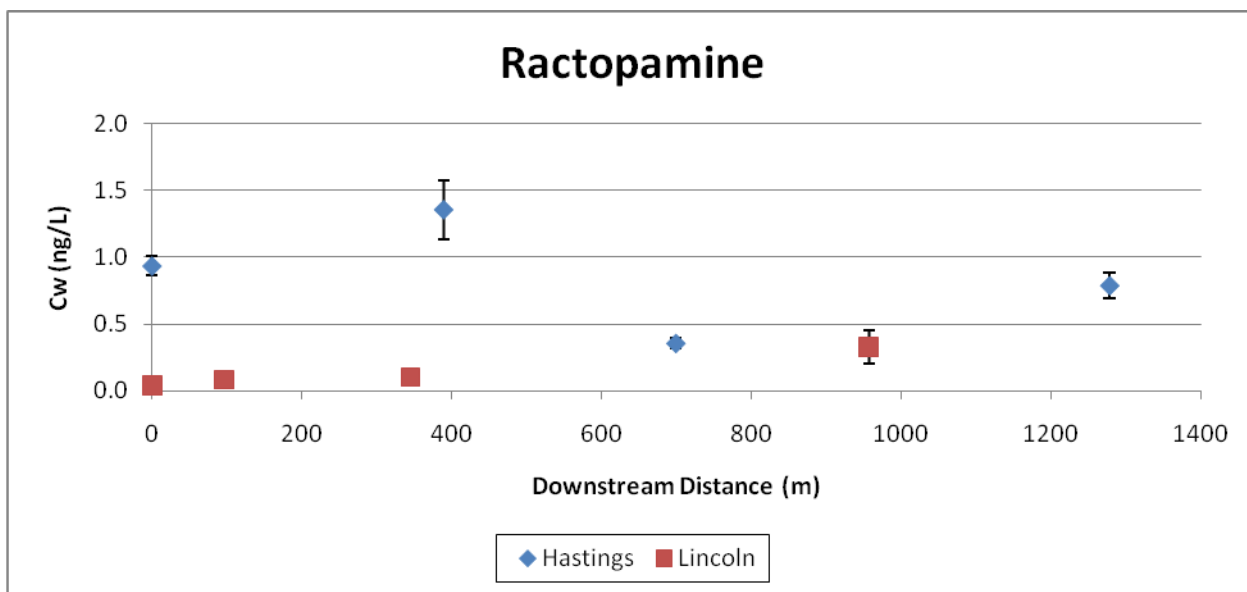 Ractopamine
2.0
1.5
1.0
0.5
0.0
Cw (ng/L)
0 200 400 600 800 1000 1200 1400
Downstream Distance (m)
Hastings Lincoln